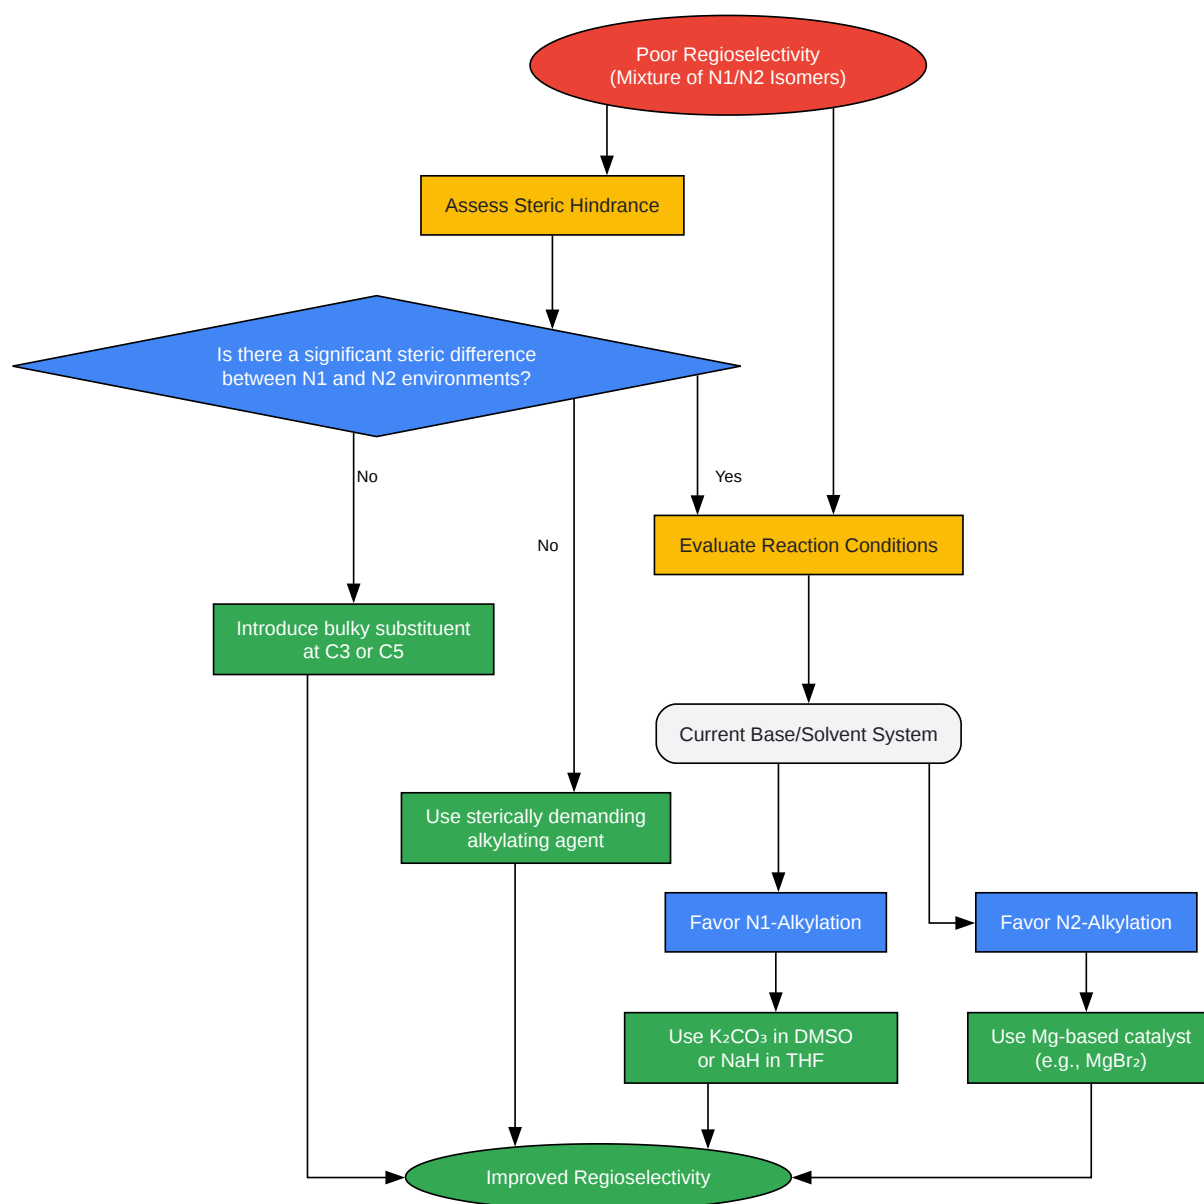 Poor Regioselectivity
(Mixture of N1/N2 Isomers)
Assess Steric Hindrance
Is there a significant steric difference
between N1 and N2 environments?
No
Yes
No
Evaluate Reaction Conditions
Introduce bulky substituent
at C3 or C5
Current Base/Solvent System
Use sterically demanding
alkylating agent
Favor N1-Alkylation
Favor N2-Alkylation
Use K₂CO₃ in DMSO
or NaH in THF
Use Mg-based catalyst
(e.g., MgBr₂)
Improved Regioselectivity